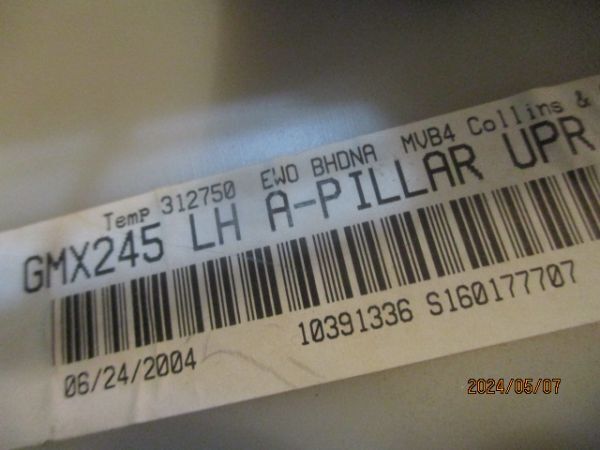 Temp 312750 EWO BHDNA MVB4 Collins &
GMX245 LH A-PILLAR UPR
10391336 S160177707
06/24/2004
2024/05/07